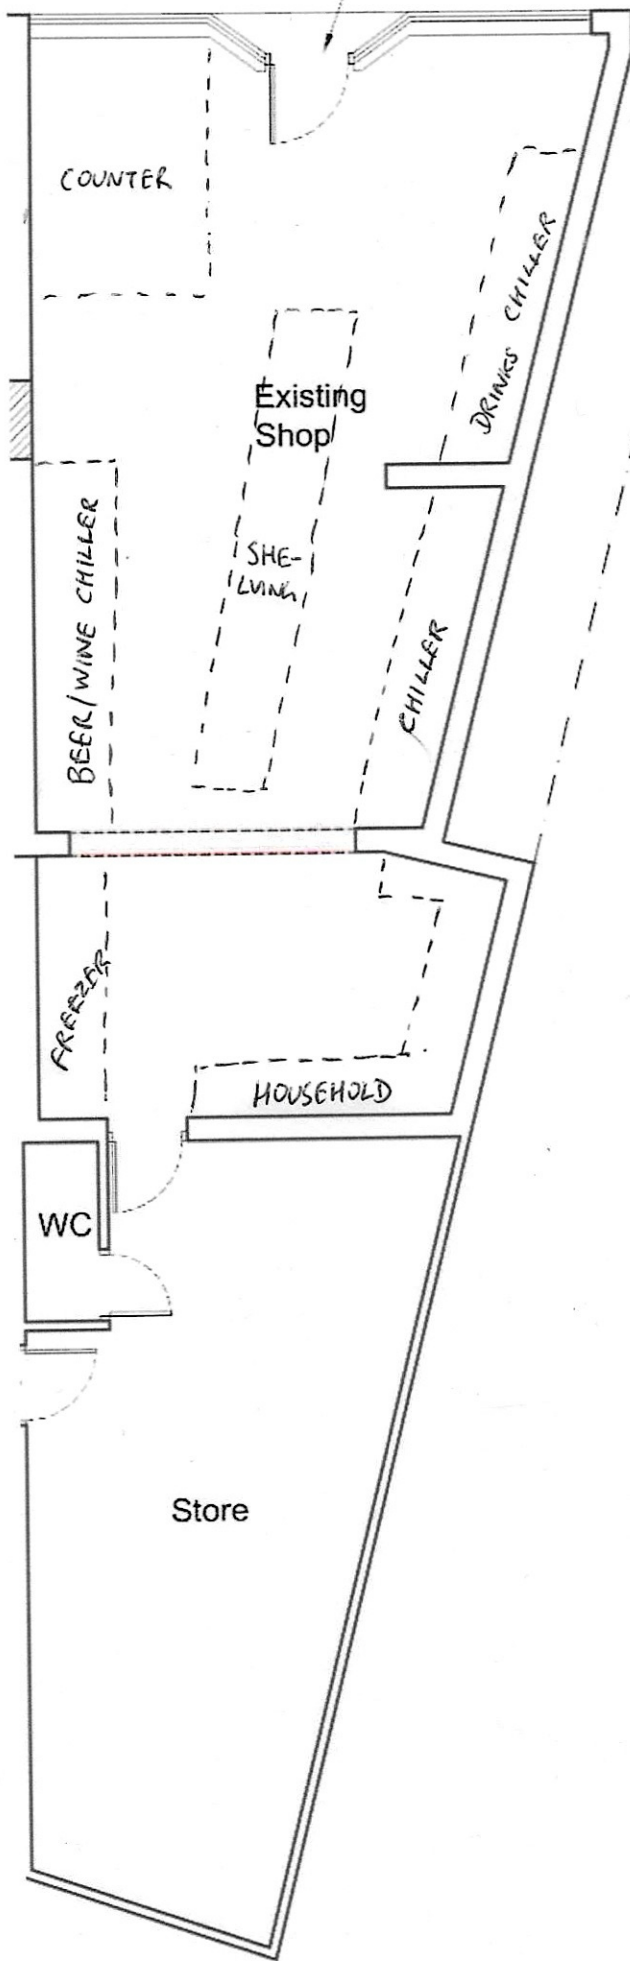 COUNTER
DRINKS CHILLER
Existing
Shop
BEER/WINE CHILLER
SHE-
LVING
CHILLER
FREEZER
HOUSEHOLD
WC
Store